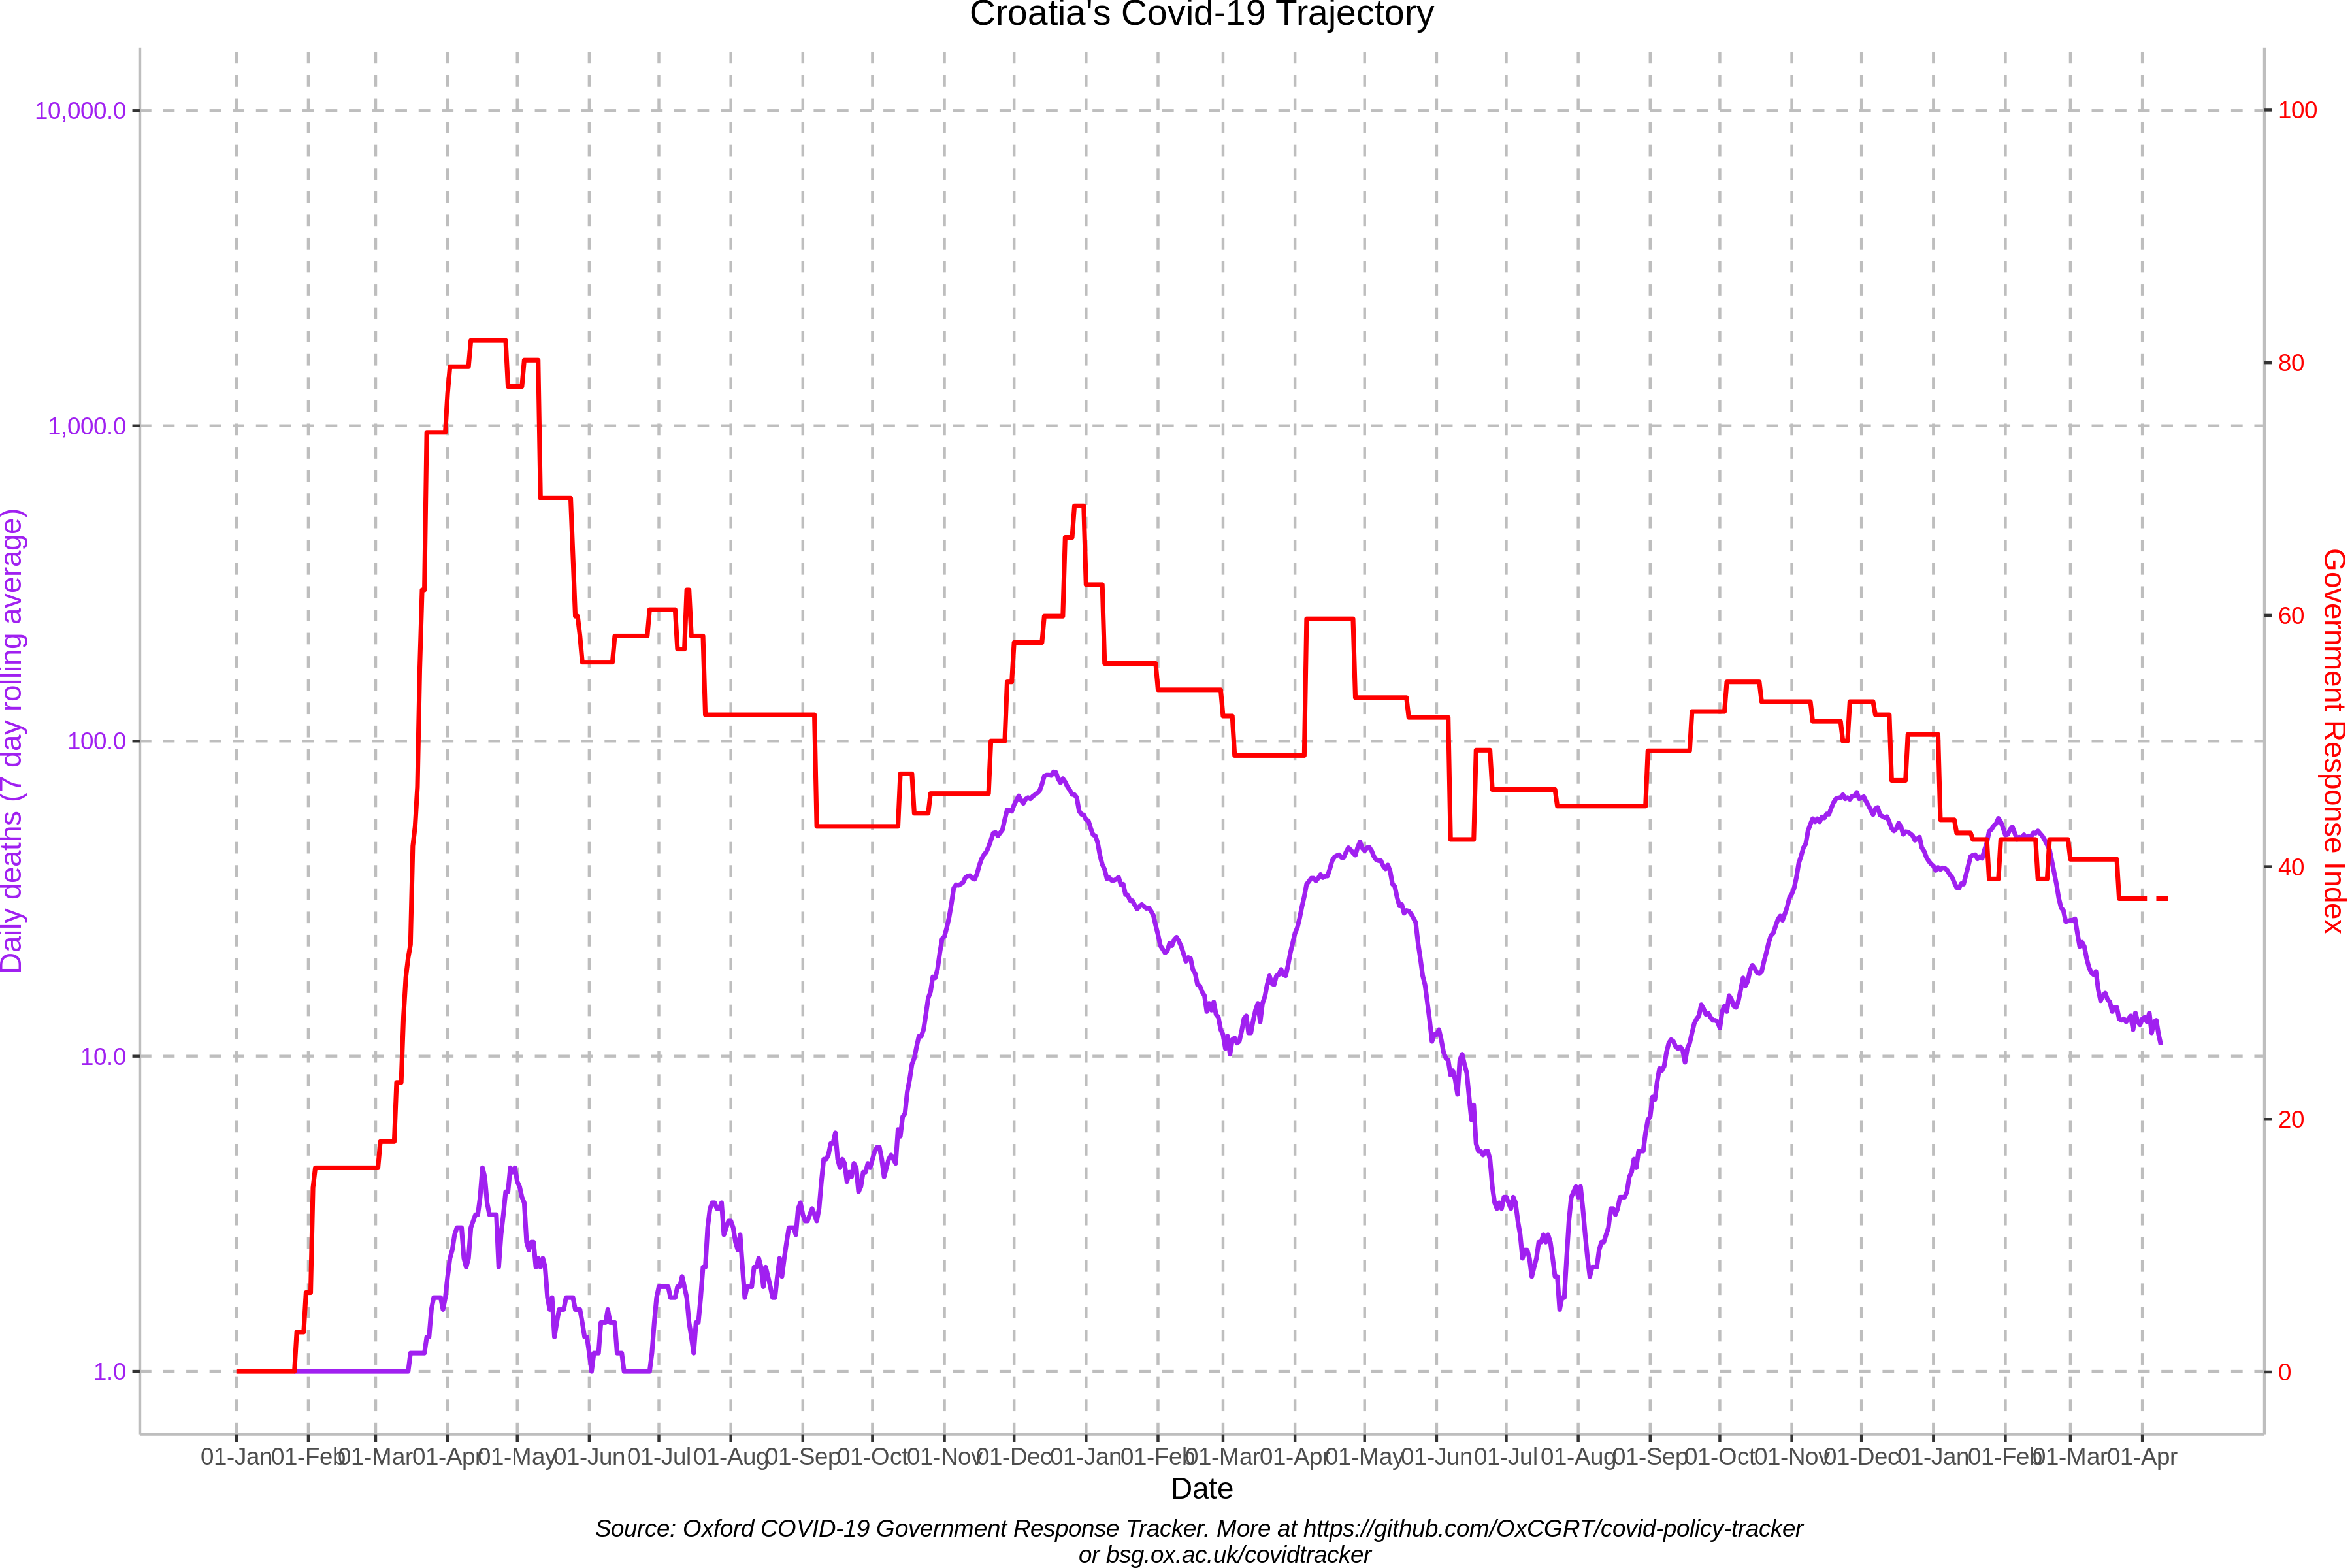 Croatia's Covid-19 Trajectory
10,000.0
1,000.0
100.0
10.0
1.0
Daily deaths (7 day rolling average)
100
80
60
40
20
0
Government Response Index
01-Jan 01-Feb 01-Mar 01-Apr 01-May 01-Jun 01-Jul 01-Aug 01-Sep 01-Oct 01-Nov 01-Dec 01-Jan 01-Feb 01-Mar 01-Apr 01-May 01-Jun 01-Jul 01-Aug 01-Sep 01-Oct 01-Nov 01-Dec 01-Jan 01-Feb 01-Mar 01-Apr
Date
Source: Oxford COVID-19 Government Response Tracker. More at https://github.com/OxCGRT/covid-policy-tracker
or bsg.ox.ac.uk/covidtracker